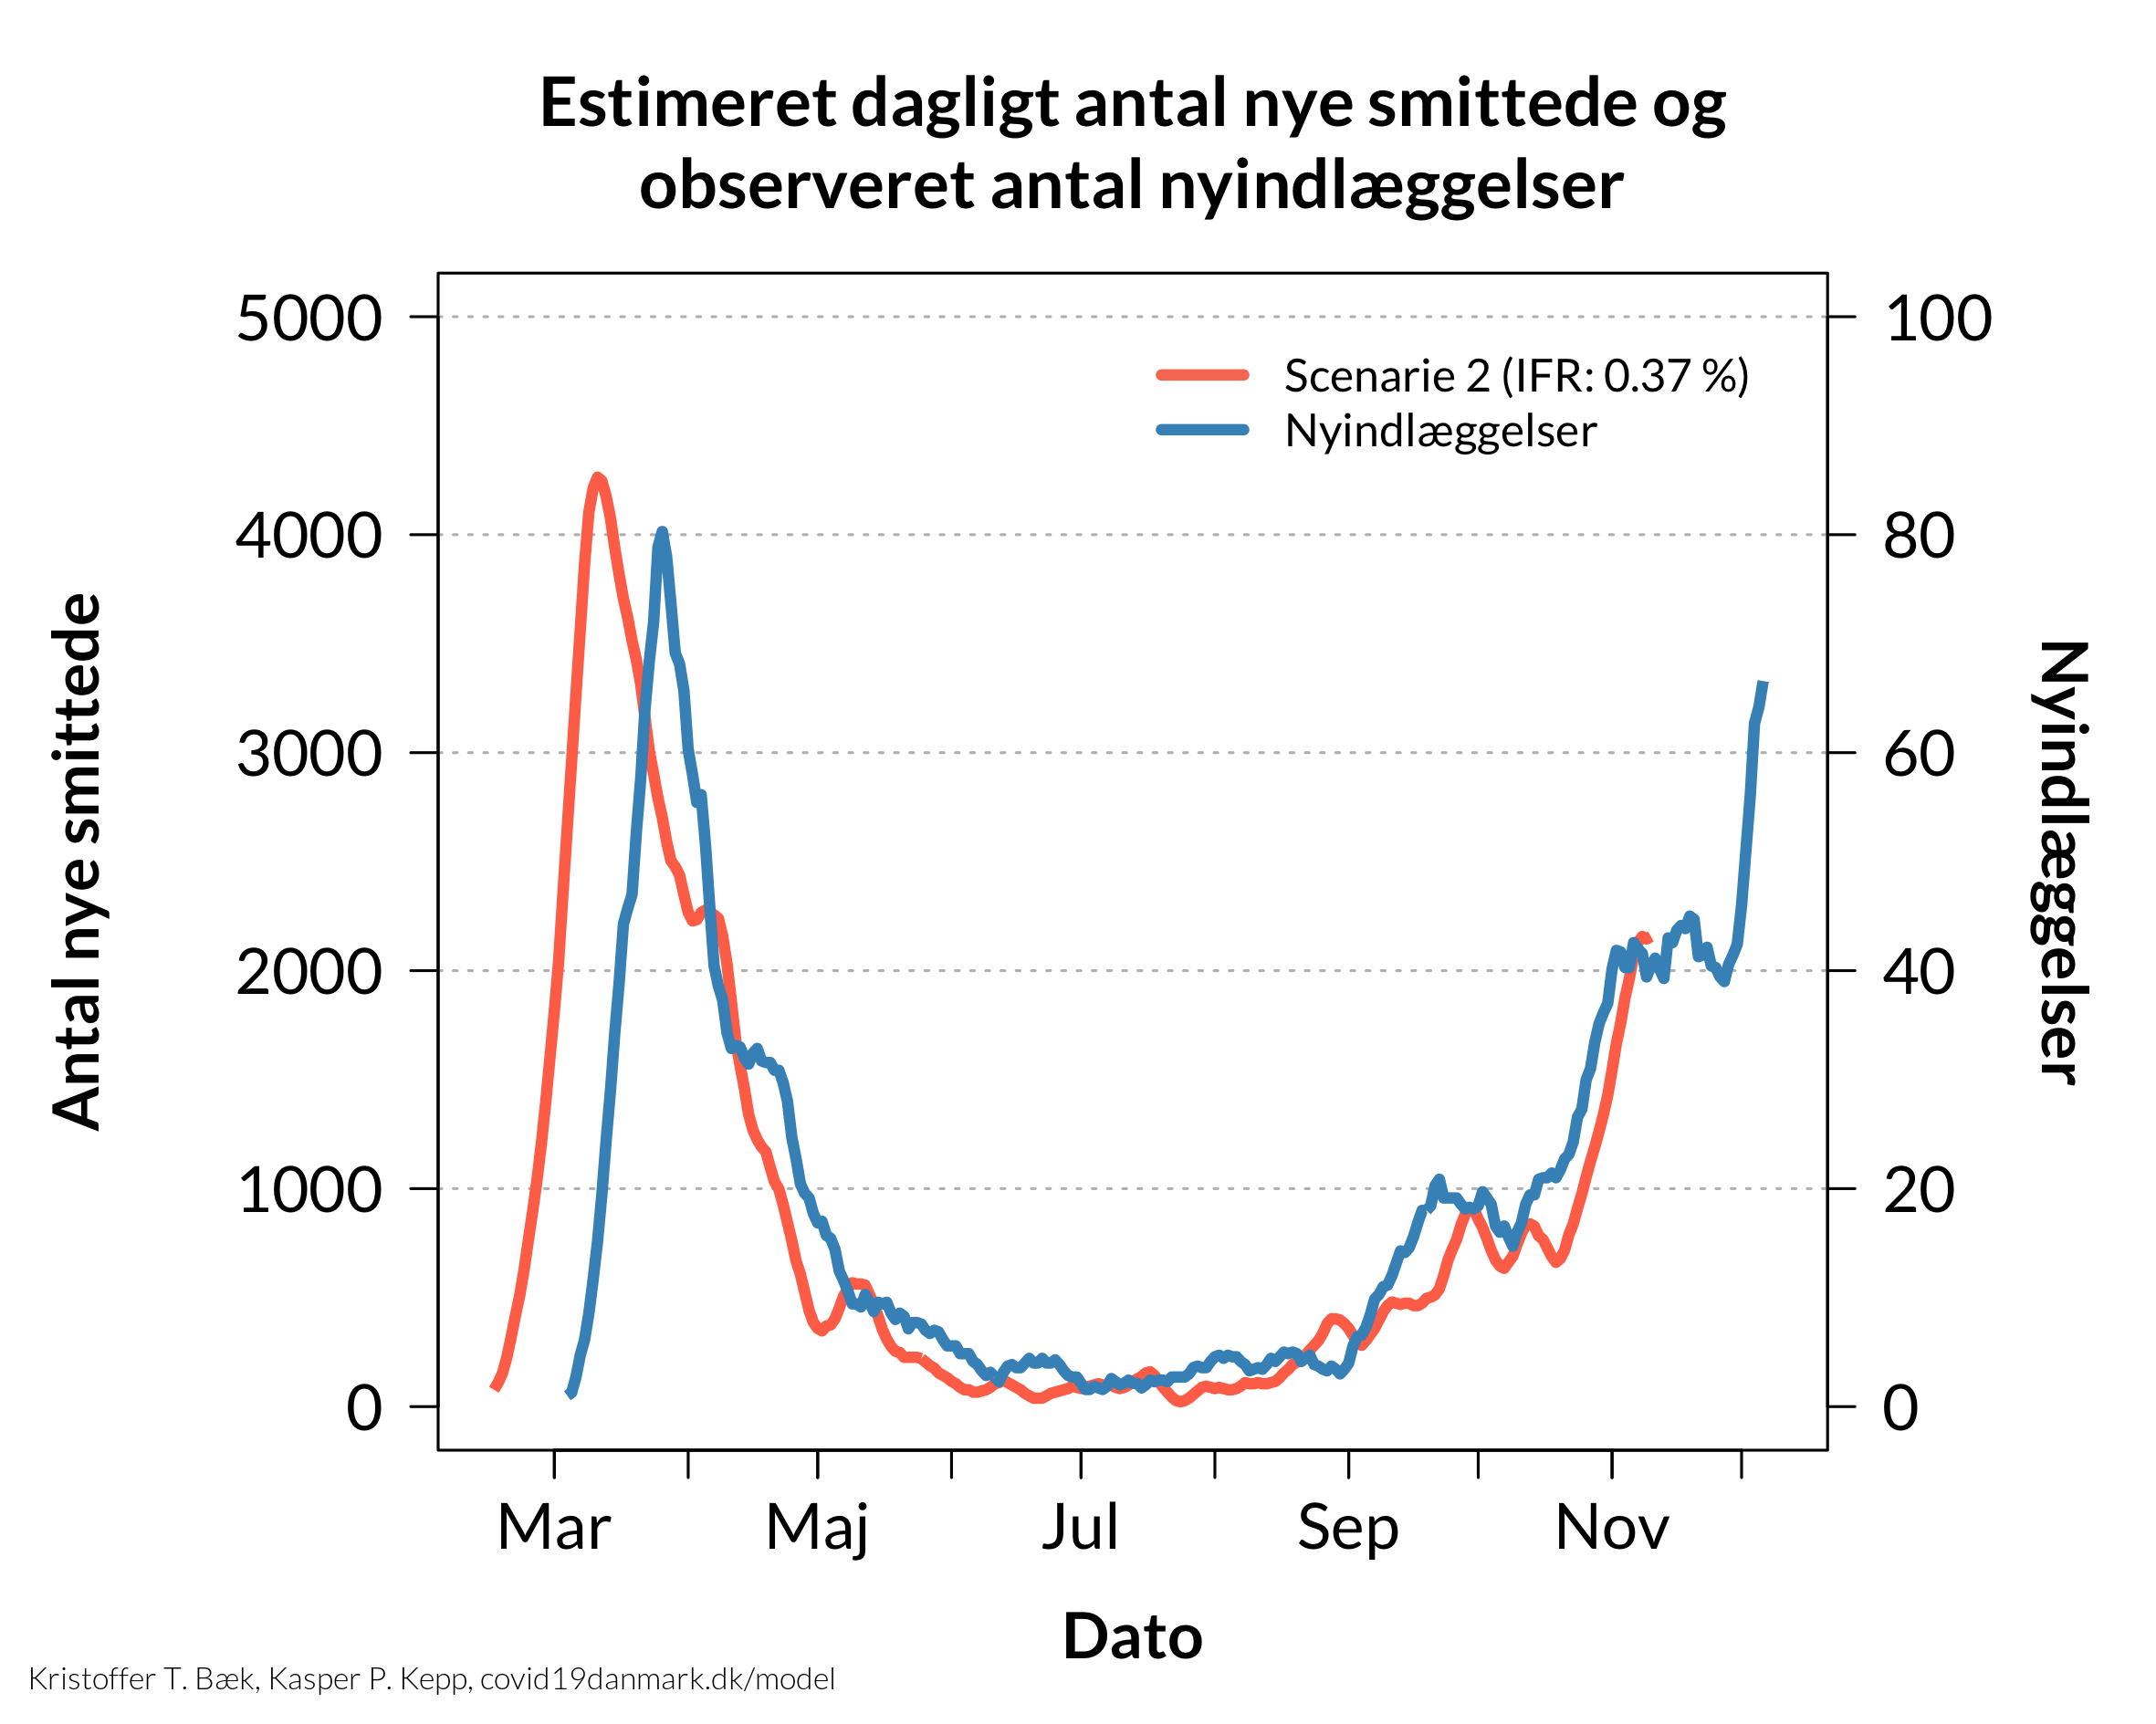 Estimeret dagligt antal nye smittede og
observeret antal nyindlæggelser
Scenarie 2 (IFR: 0.37 %)
Nyindlæggelser
Antal nye smittede
5000
4000
3000
2000
1000
0
100
80
60
40
20
0
Nyindlæggelser
Mar
Maj
Jul
Sep
Nov
Dato
Kristoffer T. Bæk, Kasper P. Kepp, covid19danmark.dk/model